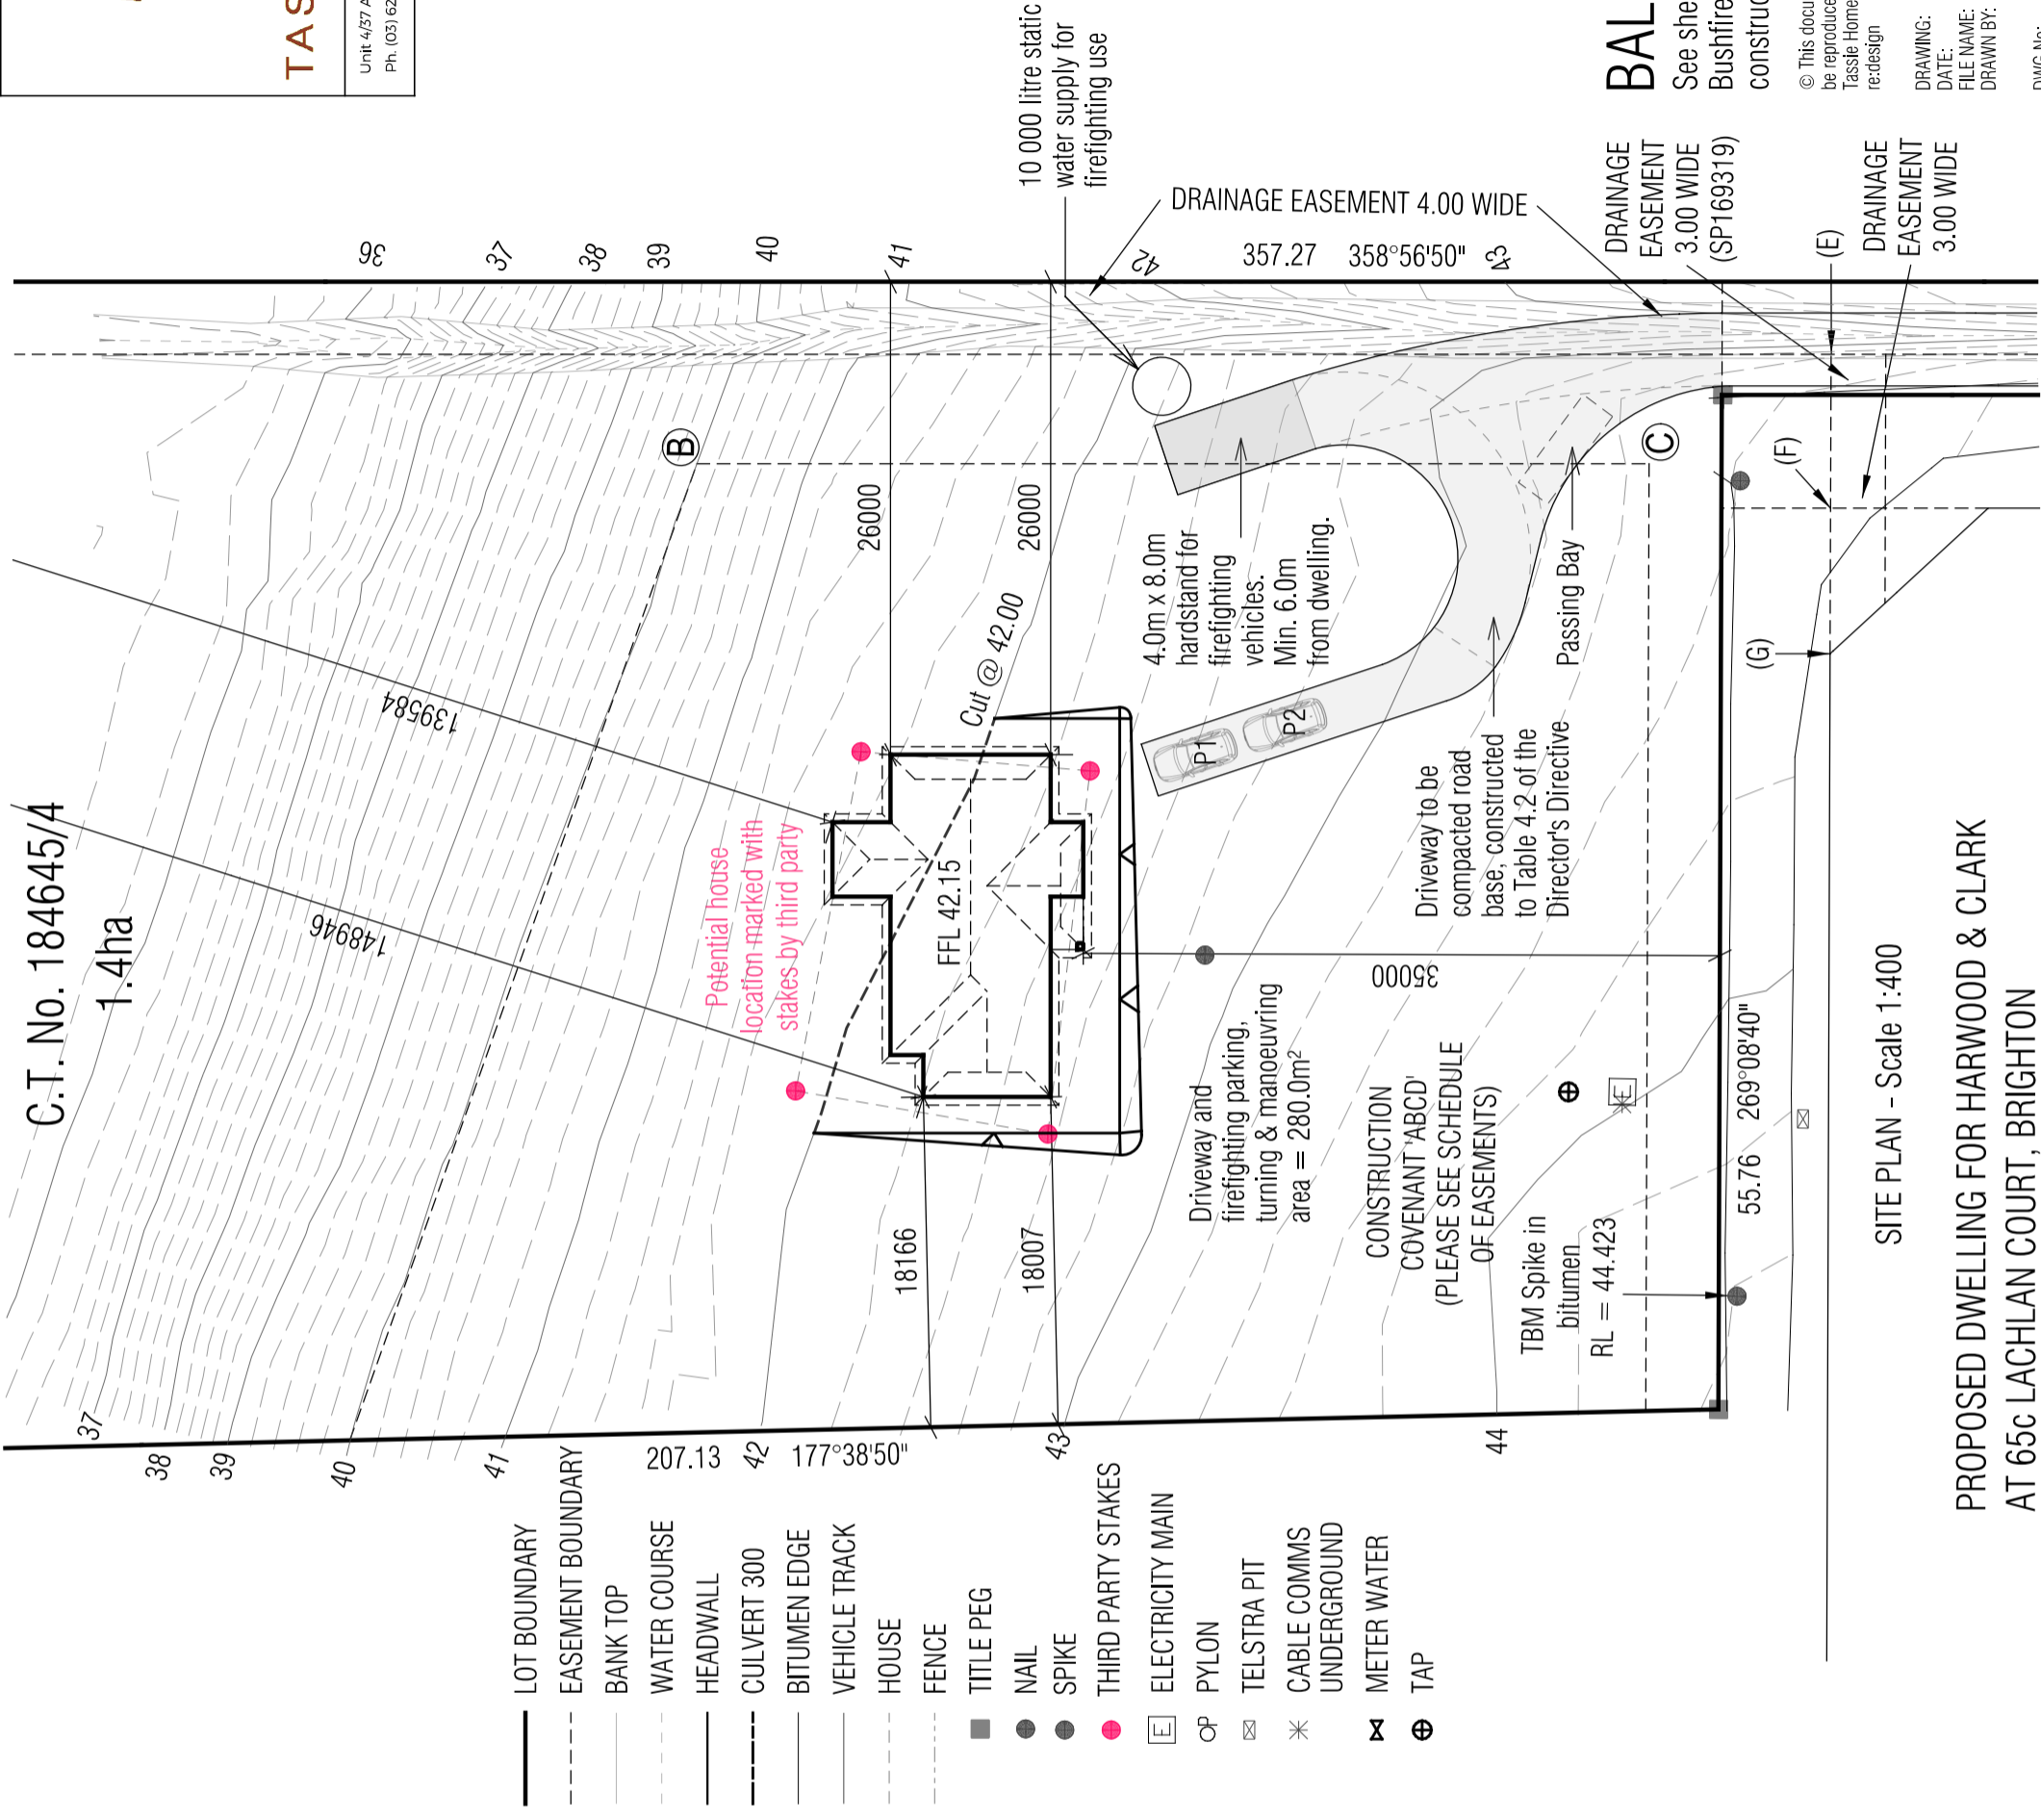 C.T. No. 184645/4
1.4ha
TAS
Unit 4/37 A
Ph. (03) 62
36
37
38
39
40
41
42
43
357.27 358°56'50"
10 000 litre static
water supply for
firefighting use
DRAINAGE EASEMENT 4.00 WIDE
DRAINAGE
EASEMENT
3.00 WIDE
(SP169319)
(E)
DRAINAGE
EASEMENT
3.00 WIDE
(F)
(G)
B
C
139584
148946
26000
26000
Potential house
location marked with
stakes by third party
Cut @ 42.00
FFL 42.15
4.0m x 8.0m
hardstand for
firefighting
vehicles.
Min. 6.0m
from dwelling.
Passing Bay
P1
P2
Driveway to be
compacted road
base, constructed
to Table 4.2 of the
Director's Directive
35000
Driveway and
firefighting parking,
turning & manoeuvring
area = 280.0m²
CONSTRUCTION
COVENANT 'ABCD'
(PLEASE SEE SCHEDULE
OF EASEMENTS)
18166
18007
TBM Spike in
bitumen
RL = 44.423
E
55.76 269°08'40"
37
38
39
40
41
207.13
42
177°38'50"
43
44
LOT BOUNDARY
EASEMENT BOUNDARY
BANK TOP
WATER COURSE
HEADWALL
CULVERT 300
BITUMEN EDGE
VEHICLE TRACK
HOUSE
FENCE
TITLE PEG
NAIL
SPIKE
THIRD PARTY STAKES
E ELECTRICITY MAIN
OP PYLON
TELSTRA PIT
CABLE COMMS
UNDERGROUND
METER WATER
TAP
SITE PLAN - Scale 1:400
PROPOSED DWELLING FOR HARWOOD & CLARK
AT 65c LACHLAN COURT, BRIGHTON
BAL
See she
Bushfire
construc
© This docu
be reproduce
Tassie Home
re:design
DRAWING:
DATE:
FILE NAME:
DRAWN BY:
DWG No: